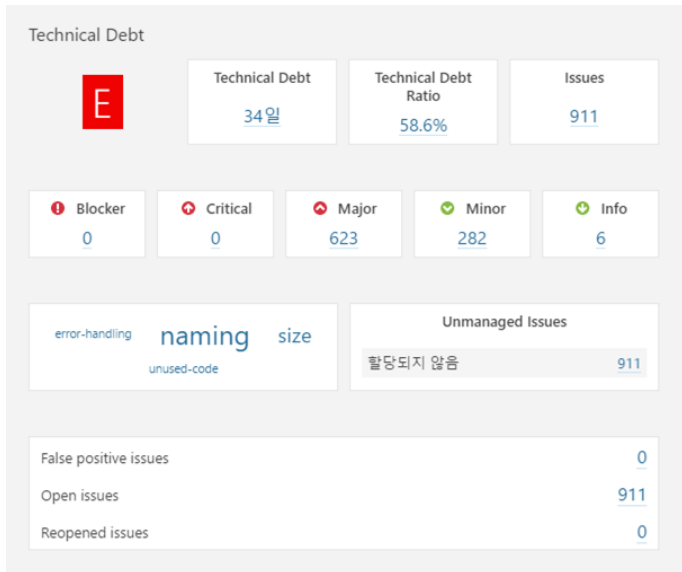 Technical Debt
E
Technical Debt
34일
Technical Debt
Ratio
58.6%
Issues
911
Blocker
0
Critical
0
Major
623
Minor
282
Info
6
error-handling naming size
unused-code
Unmanaged Issues
할당되지 않음 911
False positive issues 0
Open issues 911
Reopened issues 0